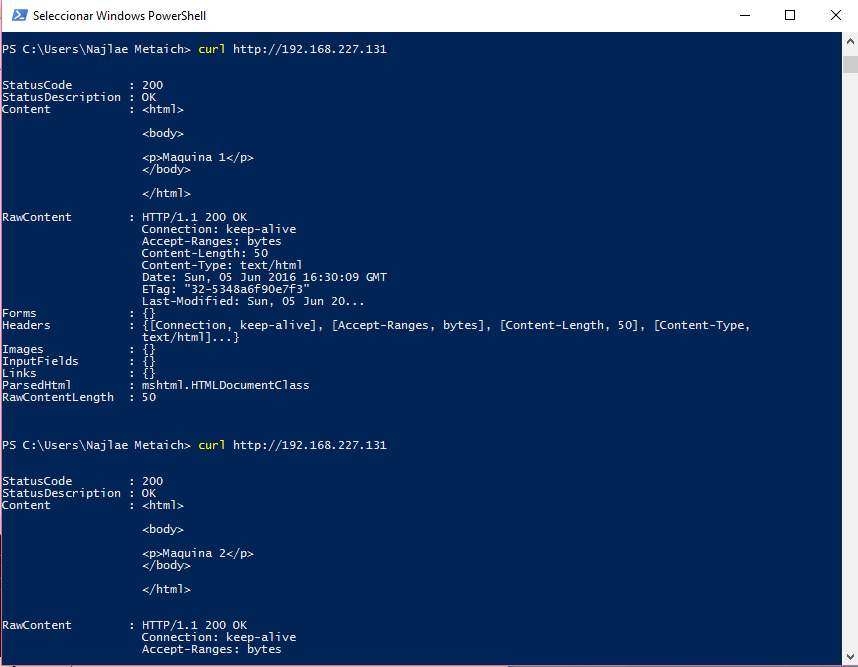 Seleccionar Windows PowerShell
PS C:\Users\Najlae Metaich> curl http://192.168.227.131
StatusCode : 200
StatusDescription : OK
Content : <html>
<body>
<p>Maquina 1</p>
</body>
</html>
RawContent : HTTP/1.1 200 OK
Connection: keep-alive
Accept-Ranges: bytes
Content-Length: 50
Content-Type: text/html
Date: Sun, 05 Jun 2016 16:30:09 GMT
ETag: "32-5348a6f90e7f3"
Last-Modified: Sun, 05 Jun 20...
Forms : {}
Headers : {[Connection, keep-alive], [Accept-Ranges, bytes], [Content-Length, 50], [Content-Type,
text/html]...}
Images : {}
InputFields : {}
Links : {}
ParsedHtml : mshtml.HTMLDocumentClass
RawContentLength : 50
PS C:\Users\Najlae Metaich> curl http://192.168.227.131
StatusCode : 200
StatusDescription : OK
Content : <html>
<body>
<p>Maquina 2</p>
</body>
</html>
RawContent : HTTP/1.1 200 OK
Connection: keep-alive
Accept-Ranges: bytes